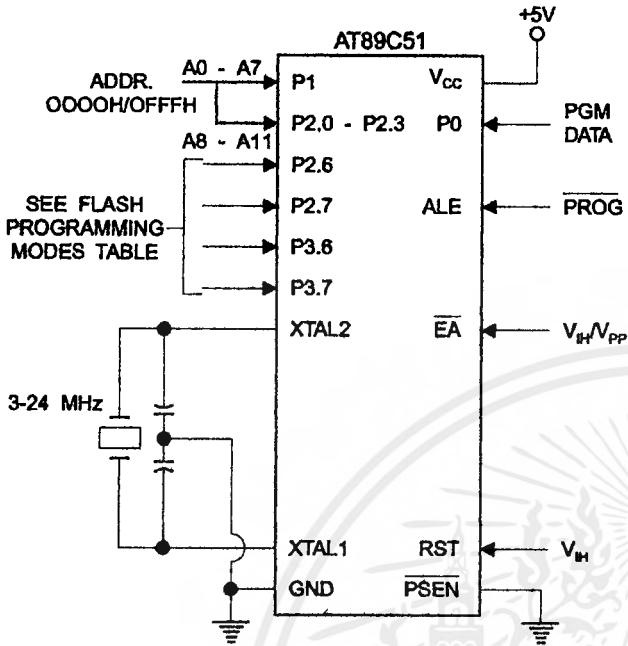 +5V
AT89C51
A0 - A7
ADDR.
OOOOH/OFFFH
P1
VCC
P2.0 - P2.3
P0
PGM
DATA
A8 - A11
P2.6
SEE FLASH
PROGRAMMING
MODES TABLE
P2.7
ALE
PROG
P3.6
P3.7
XTAL2
EA
VIH/VPP
3-24 MHz
XTAL1
RST
VIH
GND
PSEN